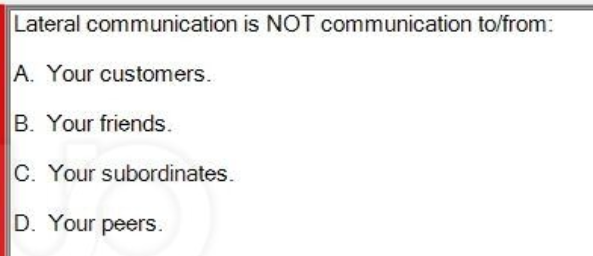 Lateral communication is NOT communication to/from:
A. Your customers.
B. Your friends.
C. Your subordinates.
D. Your peers.